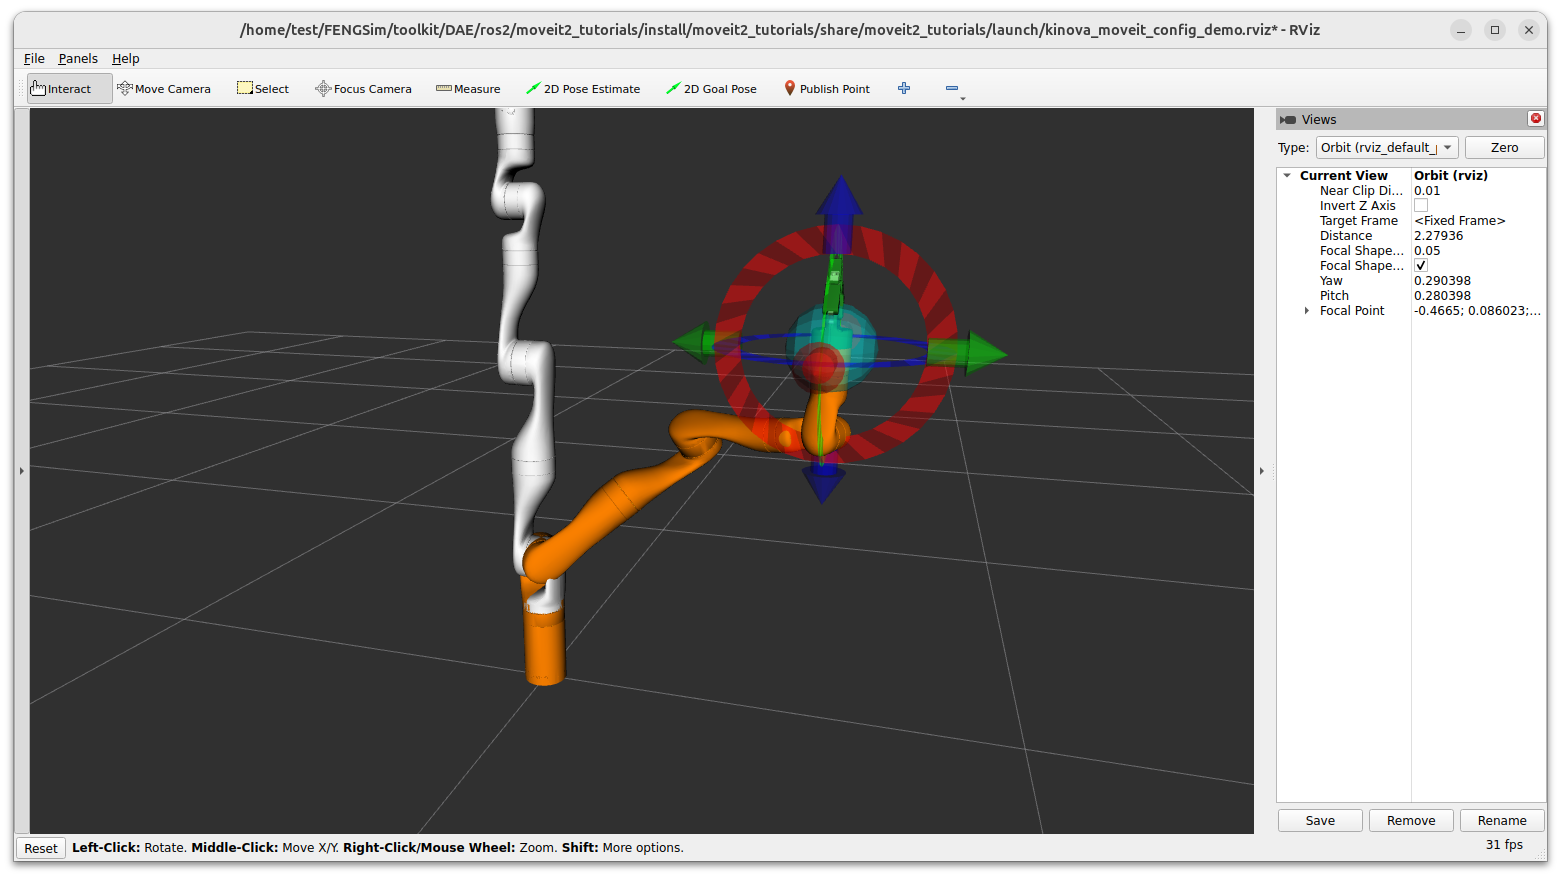 /home/test/FENGSim/toolkit/DAE/ros2/moveit2_tutorials/install/moveit2_tutorials/share/moveit2_tutorials/launch/kinova_moveit_config_demo.rviz* - RViz
File Panels Help
Interact Move Camera Select Focus Camera Measure 2D Pose Estimate 2D Goal Pose Publish Point
Views
Type: Orbit (rviz_default_ Zero
Current View Orbit (rviz)
Near Clip Di... 0.01
Invert Z Axis
Target Frame <Fixed Frame>
Distance 2.27936
Focal Shape... 0.05
Focal Shape...
Yaw 0.290398
Pitch 0.280398
Focal Point -0.4665; 0.086023;...
Save Remove Rename
Reset Left-Click: Rotate. Middle-Click: Move X/Y. Right-Click/Mouse Wheel: Zoom. Shift: More options. 31 fps